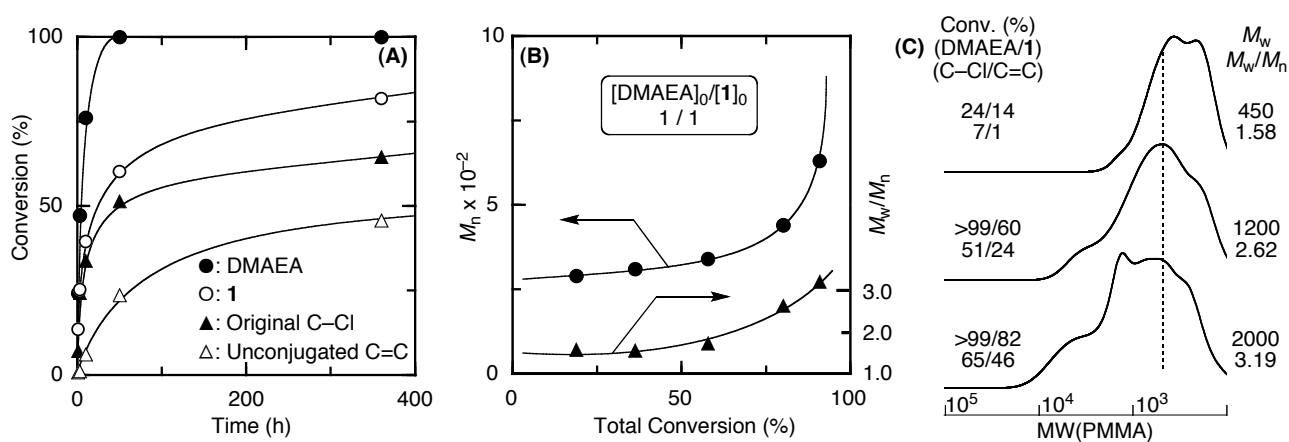 (A)
100
50
0
Conversion (%)
●: DMAEA
○: 1
▲: Original C–Cl
△: Unconjugated C=C
0 200 400
Time (h)
(B)
10
5
0
Mn x 10⁻²
[DMAEA]0/[1]0
1 / 1
3.0
2.0
1.0
Mw/Mn
0 50 100
Total Conversion (%)
(C)
Conv. (%)
(DMAEA/1)
(C–Cl/C=C)
Mw
Mw/Mn
24/14
7/1
450
1.58
>99/60
51/24
1200
2.62
>99/82
65/46
2000
3.19
10⁵ 10⁴ 10³
MW(PMMA)